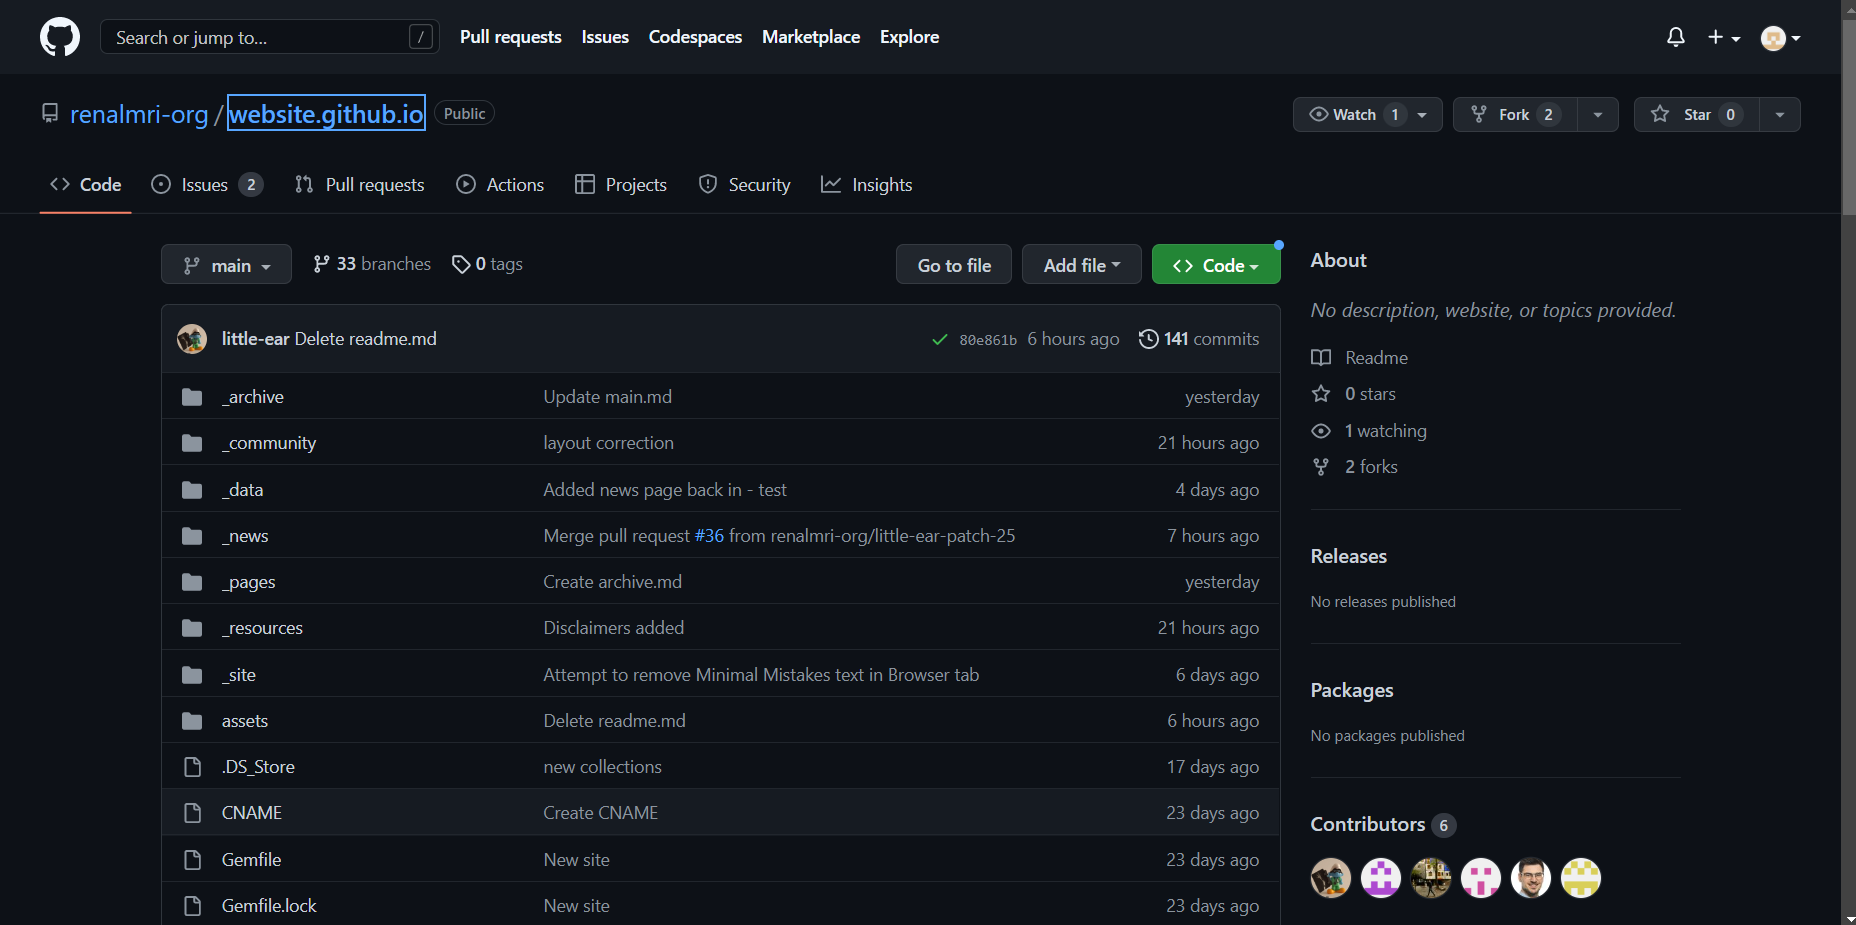 Search or jump to... /
Pull requests Issues Codespaces Marketplace Explore
renalmri-org / website.github.io Public
Watch 1 Fork 2 Star 0
Code Issues 2 Pull requests Actions Projects Security Insights
main 33 branches 0 tags Go to file Add file Code
little-ear Delete readme.md 80e861b 6 hours ago 141 commits
_archive Update main.md yesterday
_community layout correction 21 hours ago
_data Added news page back in - test 4 days ago
_news Merge pull request #36 from renalmri-org/little-ear-patch-25 7 hours ago
_pages Create archive.md yesterday
_resources Disclaimers added 21 hours ago
_site Attempt to remove Minimal Mistakes text in Browser tab 6 days ago
assets Delete readme.md 6 hours ago
.DS_Store new collections 17 days ago
CNAME Create CNAME 23 days ago
Gemfile New site 23 days ago
Gemfile.lock New site 23 days ago
About
No description, website, or topics provided.
Readme
0 stars
1 watching
2 forks
Releases
No releases published
Packages
No packages published
Contributors 6